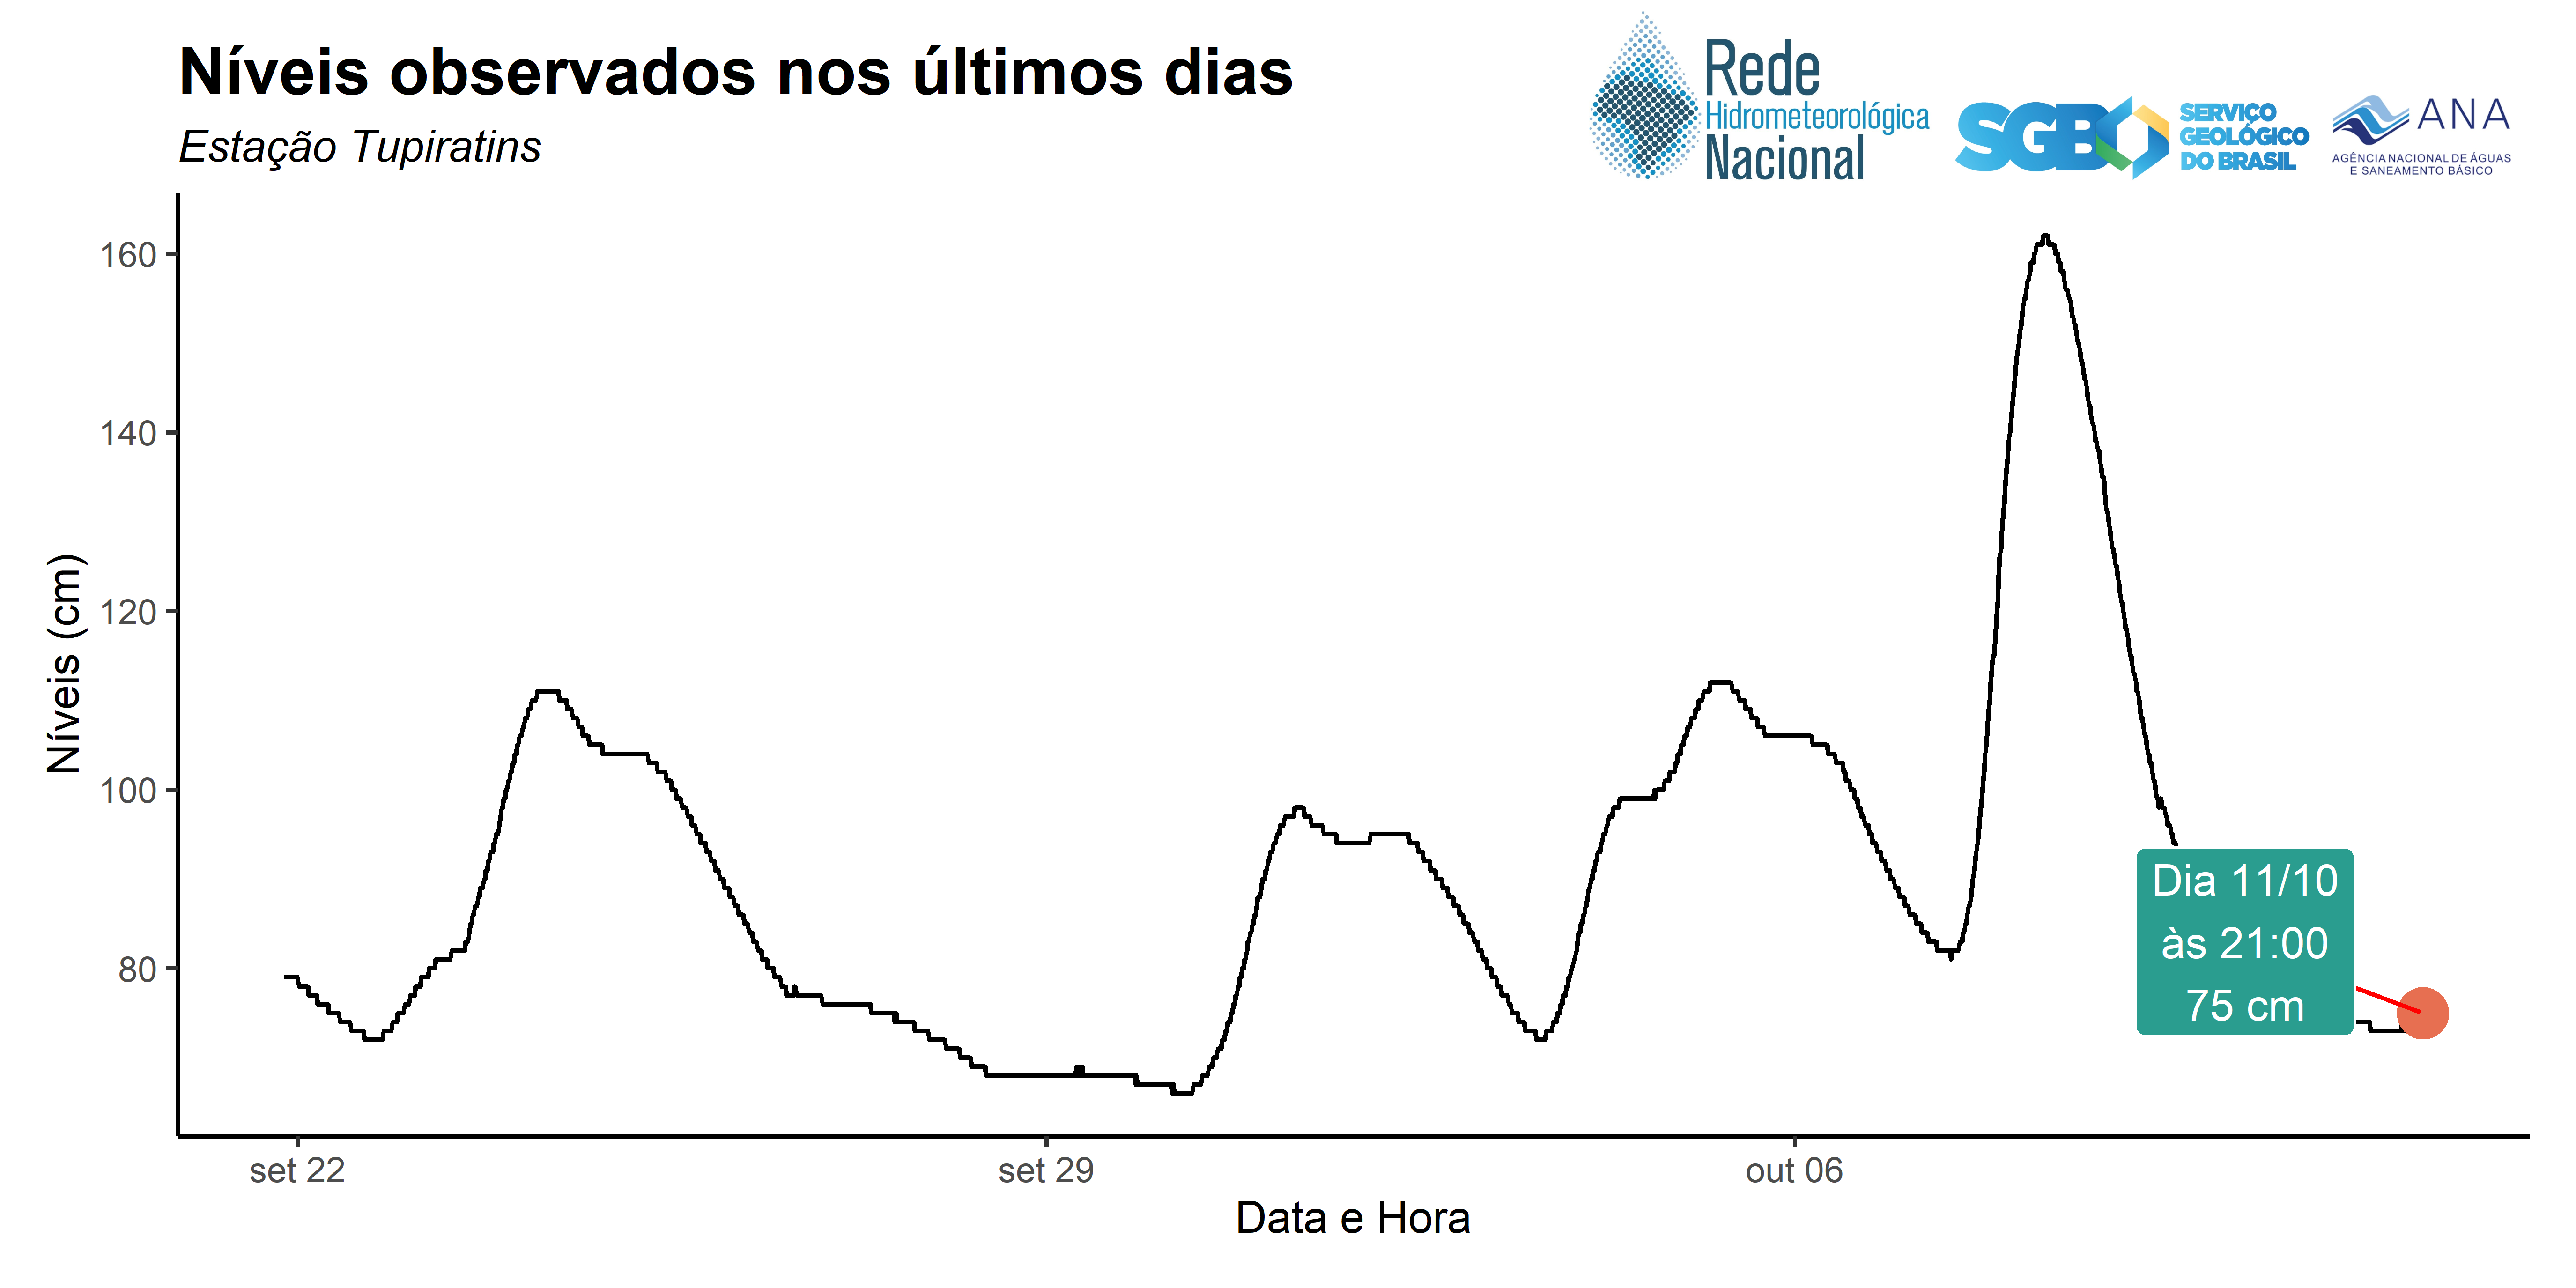 Níveis observados nos últimos dias
Estação Tupiratins
Rede
Hidrometeorológica
Nacional
SGB
SERVIÇO
GEOLÓGICO
DO BRASIL
ANA
AGÊNCIA NACIONAL DE ÁGUAS
E SANEAMENTO BÁSICO
Níveis (cm)
160
140
120
100
80
Dia 11/10
às 21:00
75 cm
set 22
set 29
out 06
Data e Hora